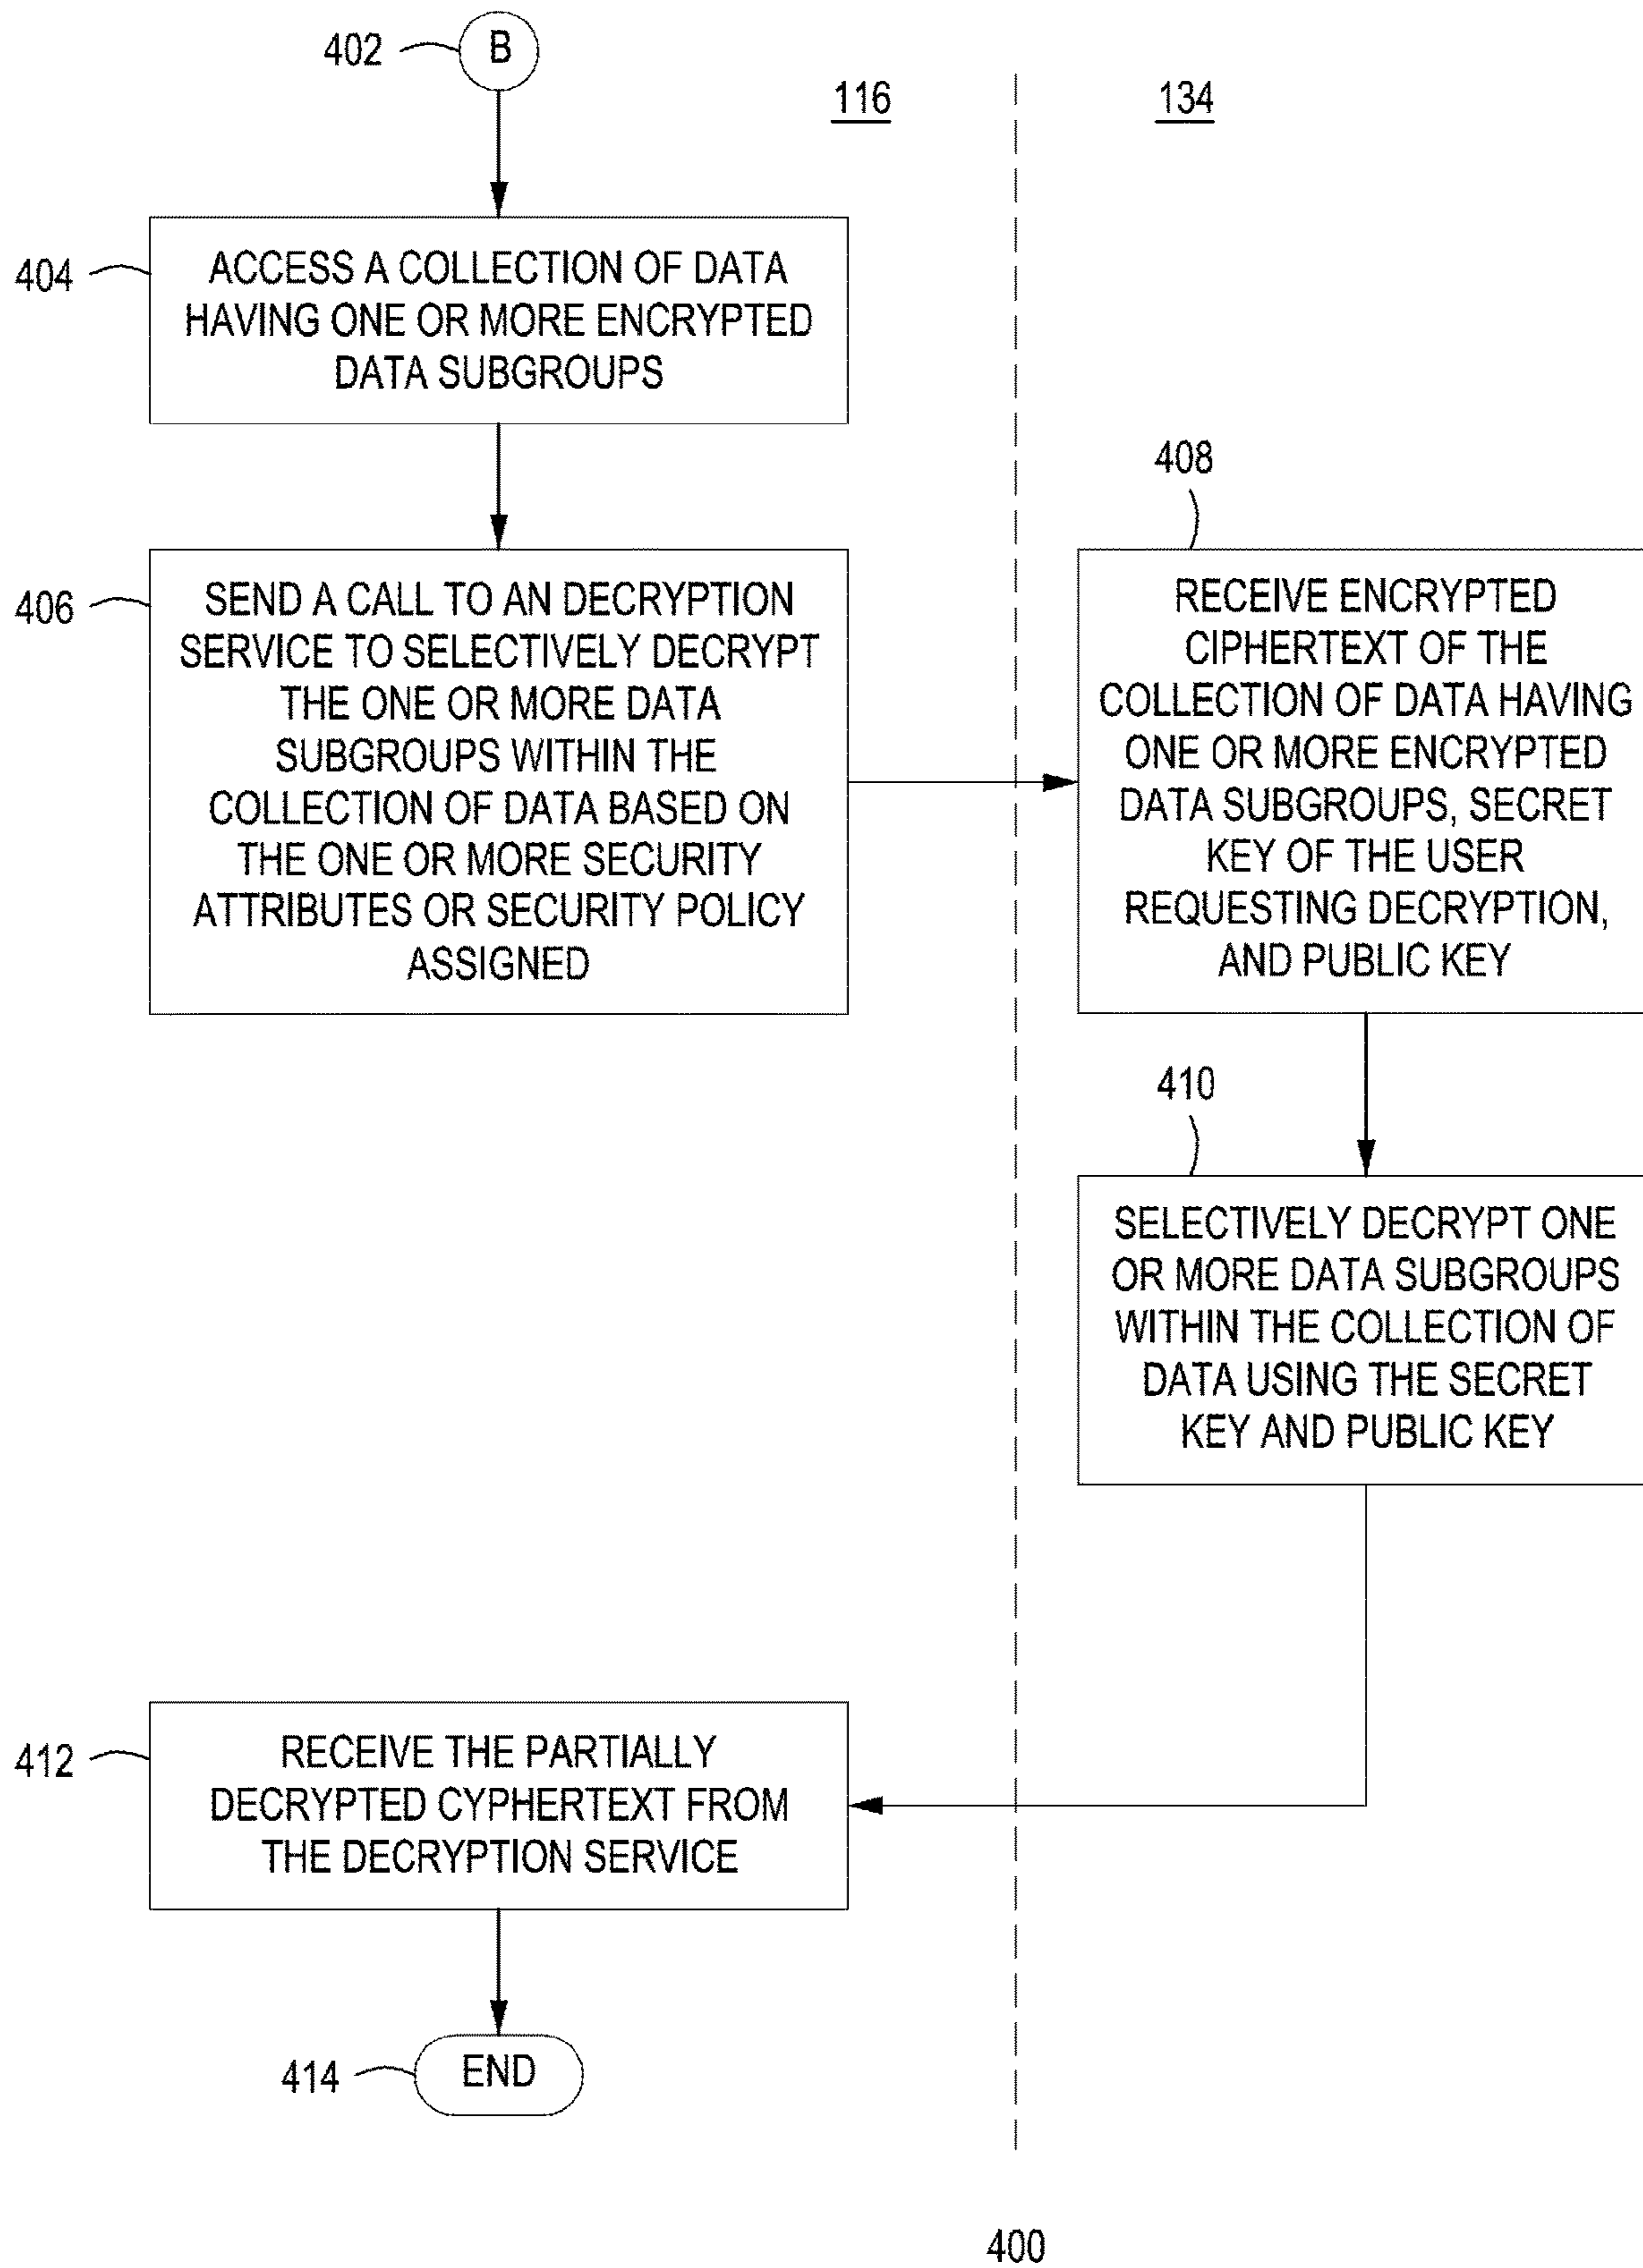 402
B
116
134
404
ACCESS A COLLECTION OF DATA
HAVING ONE OR MORE ENCRYPTED
DATA SUBGROUPS
406
SEND A CALL TO AN DECRYPTION
SERVICE TO SELECTIVELY DECRYPT
THE ONE OR MORE DATA
SUBGROUPS WITHIN THE
COLLECTION OF DATA BASED ON
THE ONE OR MORE SECURITY
ATTRIBUTES OR SECURITY POLICY
ASSIGNED
408
RECEIVE ENCRYPTED
CIPHERTEXT OF THE
COLLECTION OF DATA HAVING
ONE OR MORE ENCRYPTED
DATA SUBGROUPS, SECRET
KEY OF THE USER
REQUESTING DECRYPTION,
AND PUBLIC KEY
410
SELECTIVELY DECRYPT ONE
OR MORE DATA SUBGROUPS
WITHIN THE COLLECTION OF
DATA USING THE SECRET
KEY AND PUBLIC KEY
412
RECEIVE THE PARTIALLY
DECRYPTED CYPHERTEXT FROM
THE DECRYPTION SERVICE
414
END
400